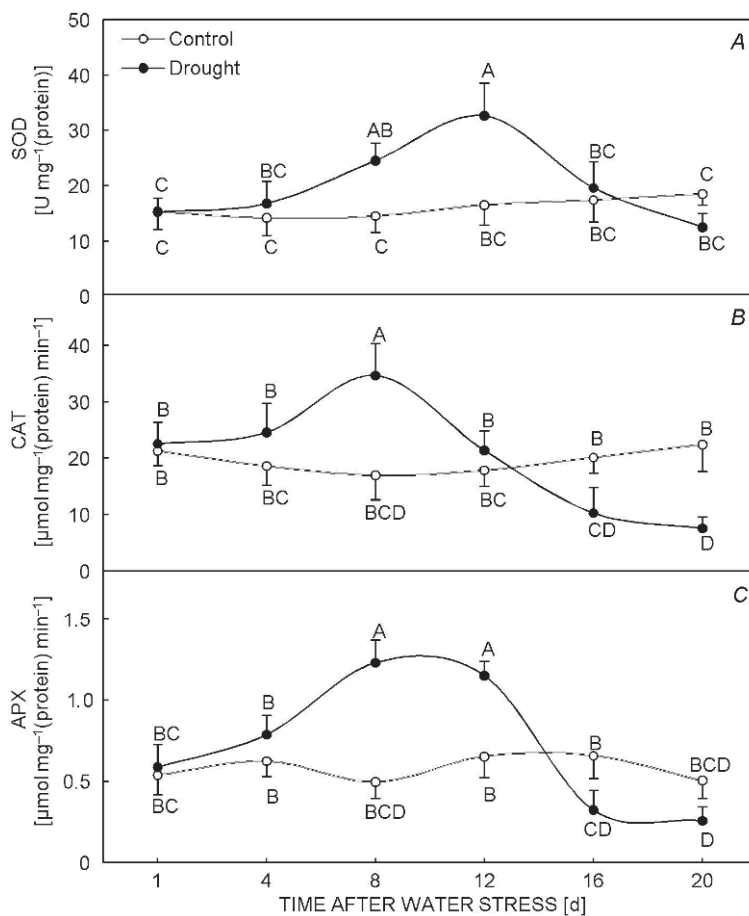 50
A
Control
Drought
A
40
AB
30
BC
BC
C
C
20
10
C
C
C
BC
BC
BC
0
SOD
[U mg⁻¹(protein)]
B
A
40
B
B
B
B
B
30
20
10
B
BC
BCD
BC
CD
D
0
CAT
[µmol mg⁻¹(protein) min⁻¹]
C
1.5
A
A
B
BC
B
BCD
1.0
0.5
BC
B
BCD
B
CD
D
0
APX
[µmol mg⁻¹(protein) min⁻¹]
1 4 8 12 16 20
TIME AFTER WATER STRESS [d]